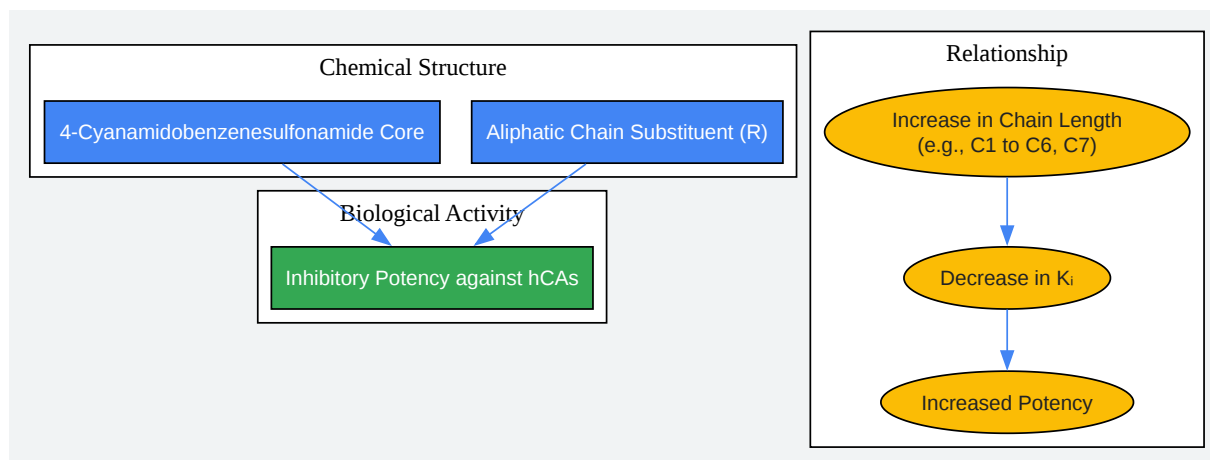 Chemical Structure
4-Cyanamidobenzenesulfonamide Core
Aliphatic Chain Substituent (R)
Biological Activity
Inhibitory Potency against hCAs
Relationship
Increase in Chain Length
(e.g., C1 to C6, C7)
Decrease in Kᵢ
Increased Potency